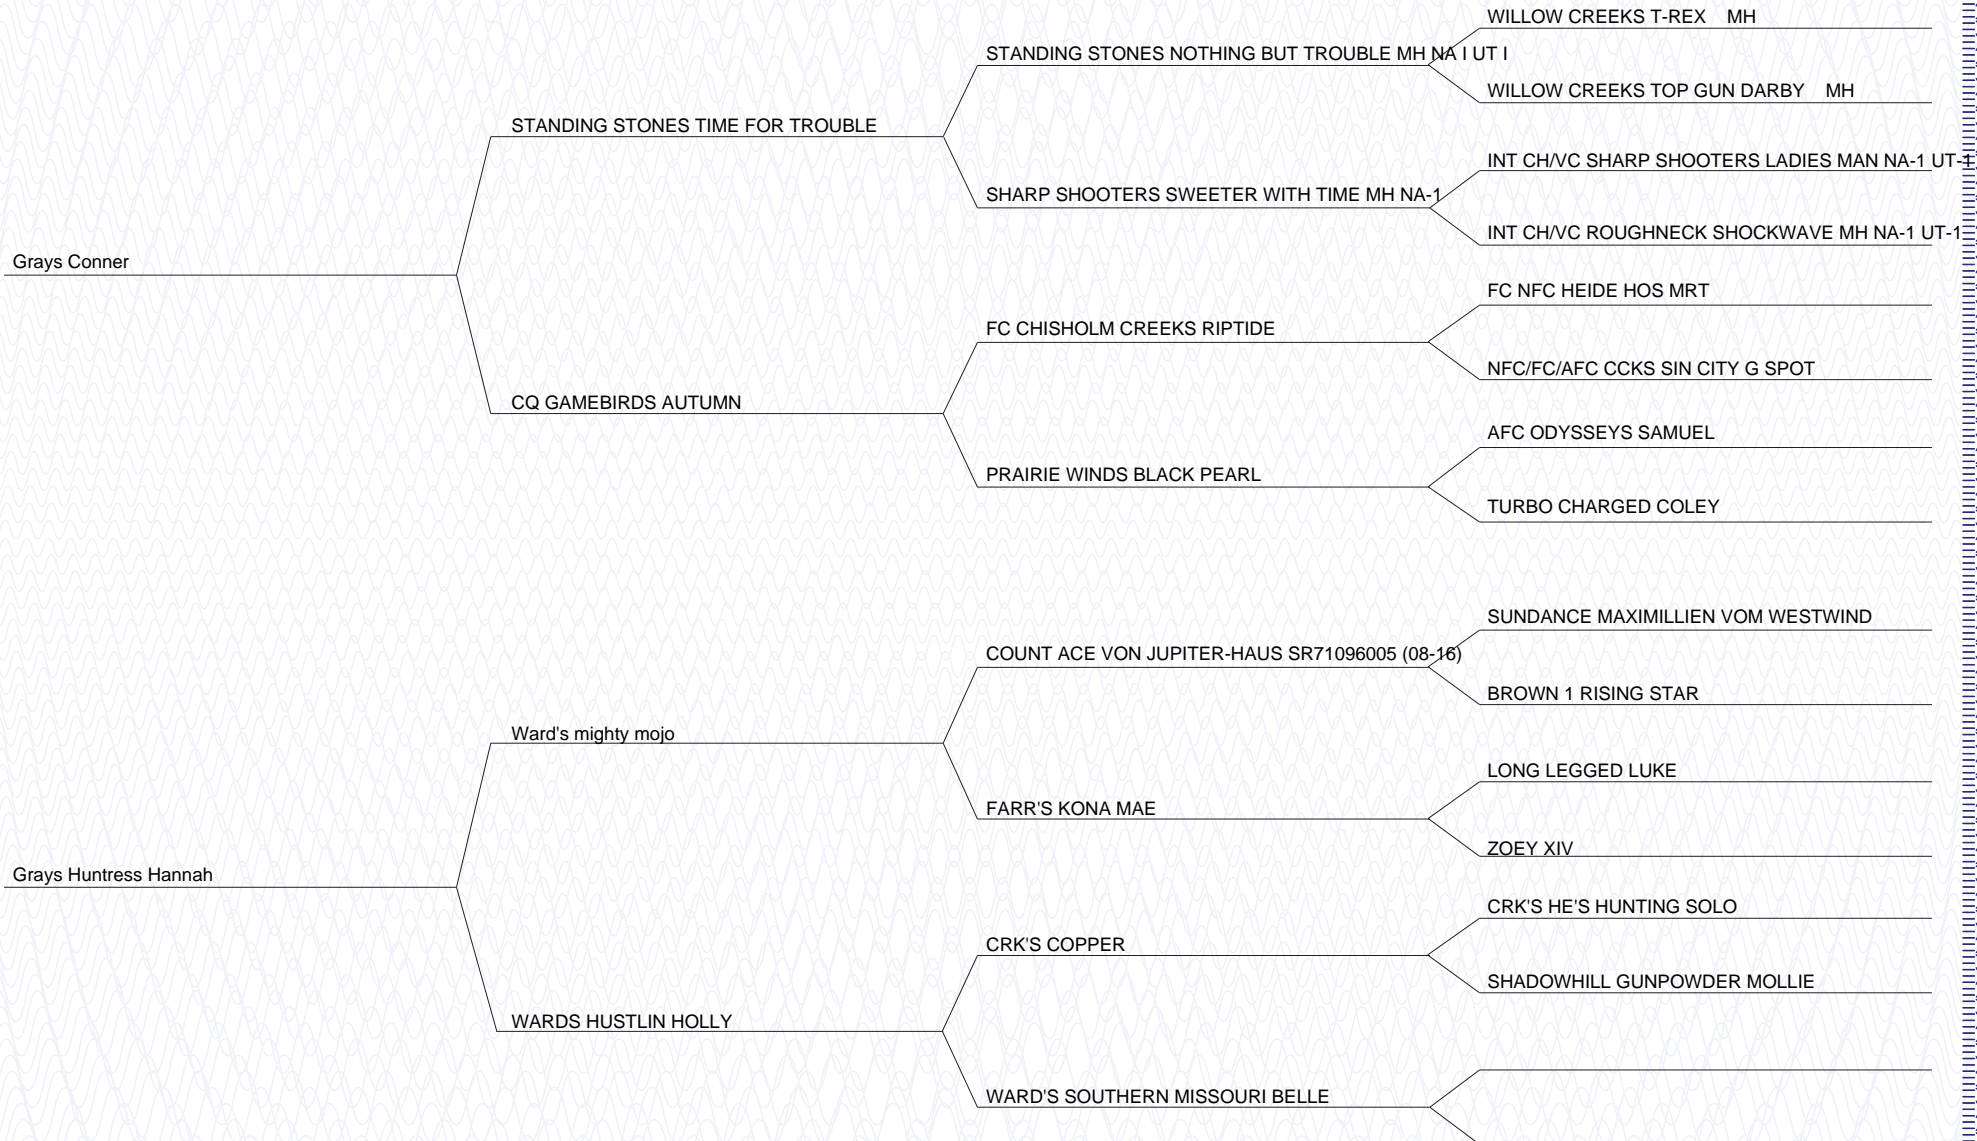 WILLOW CREEKS T-REX MH
STANDING STONES NOTHING BUT TROUBLE MH NA I UT I
WILLOW CREEKS TOP GUN DARBY MH
STANDING STONES TIME FOR TROUBLE
INT CH/VC SHARP SHOOTERS LADIES MAN NA-1 UT-1
SHARP SHOOTERS SWEETER WITH TIME MH NA-1
INT CH/VC ROUGHNECK SHOCKWAVE MH NA-1 UT-1
Grays Conner
FC NFC HEIDE HOS MRT
FC CHISHOLM CREEKS RIPTIDE
NFC/FC/AFC CCKS SIN CITY G SPOT
CQ GAMEBIRDS AUTUMN
AFC ODYSSEYS SAMUEL
PRAIRIE WINDS BLACK PEARL
TURBO CHARGED COLEY
SUNDANCE MAXIMILLIEN VOM WESTWIND
COUNT ACE VON JUPITER-HAUS SR71096005 (08-16)
BROWN 1 RISING STAR
Ward's mighty mojo
LONG LEGGED LUKE
FARR'S KONA MAE
ZOEY XIV
Grays Huntress Hannah
CRK'S HE'S HUNTING SOLO
CRK'S COPPER
SHADOWHILL GUNPOWDER MOLLIE
WARDS HUSTLIN HOLLY
WARD'S SOUTHERN MISSOURI BELLE